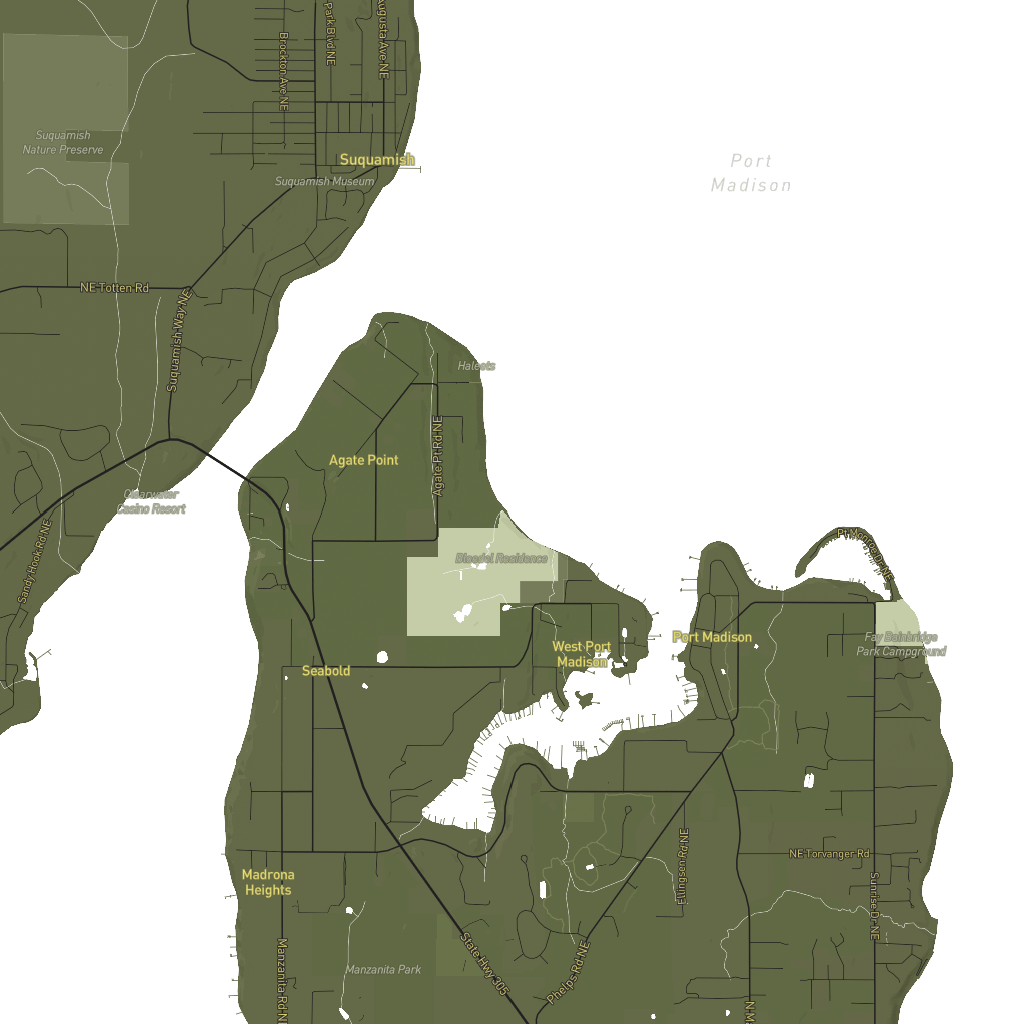 Park Blvd NE
Augusta Ave NE
Brockton Ave NE
Suquamish
Nature Preserve
Suquamish
Suquamish Museum
Port
Madison
NE Totten Rd
Suquamish Way NE
Haleets
Agate Pt Rd NE
Agate Point
Clearwater
Casino Resort
Sandy Hook Rd NE
Bloedel Residence
Pt Monroe Dr NE
West Port
Madison
Port Madison
Fay Bainbridge
Park Campground
Seabold
Ellingsen Rd NE
NE Torvanger Rd
Sunrise Dr NE
Madrona
Heights
Manzanita Rd NE
State Hwy 305
Phelps Rd NE
Manzanita Park